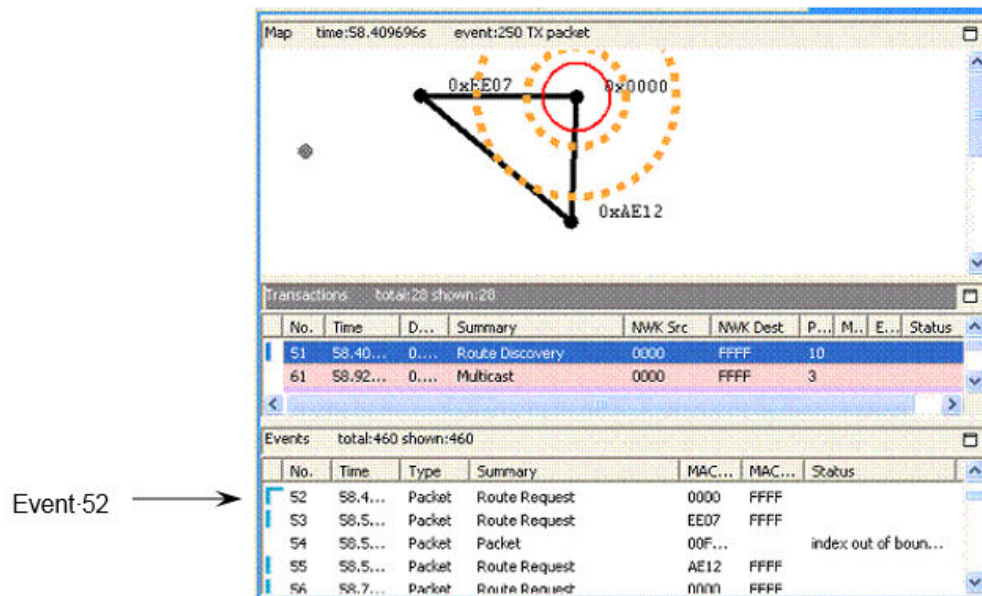 Map time:58.409696s event:250 TX packet
0xEE07 0x0000
0xAE12
Transactions total:28 shown:28
No. Time D... Summary NWK Src NWK Dest P... M.. E... Status
51 58.40... 0.... Route Discovery 0000 FFFF 10
61 58.92... 0.... Multicast 0000 FFFF 3
Events total:460 shown:460
No. Time Type Summary MAC... MAC... Status
Event·52
52 58.4... Packet Route Request 0000 FFFF
53 58.5... Packet Route Request EE07 FFFF
54 58.5... Packet Packet 00F... index out of boun...
55 58.5... Packet Route Request AE12 FFFF
56 58.7... Packet Route Request 0000 FFFF